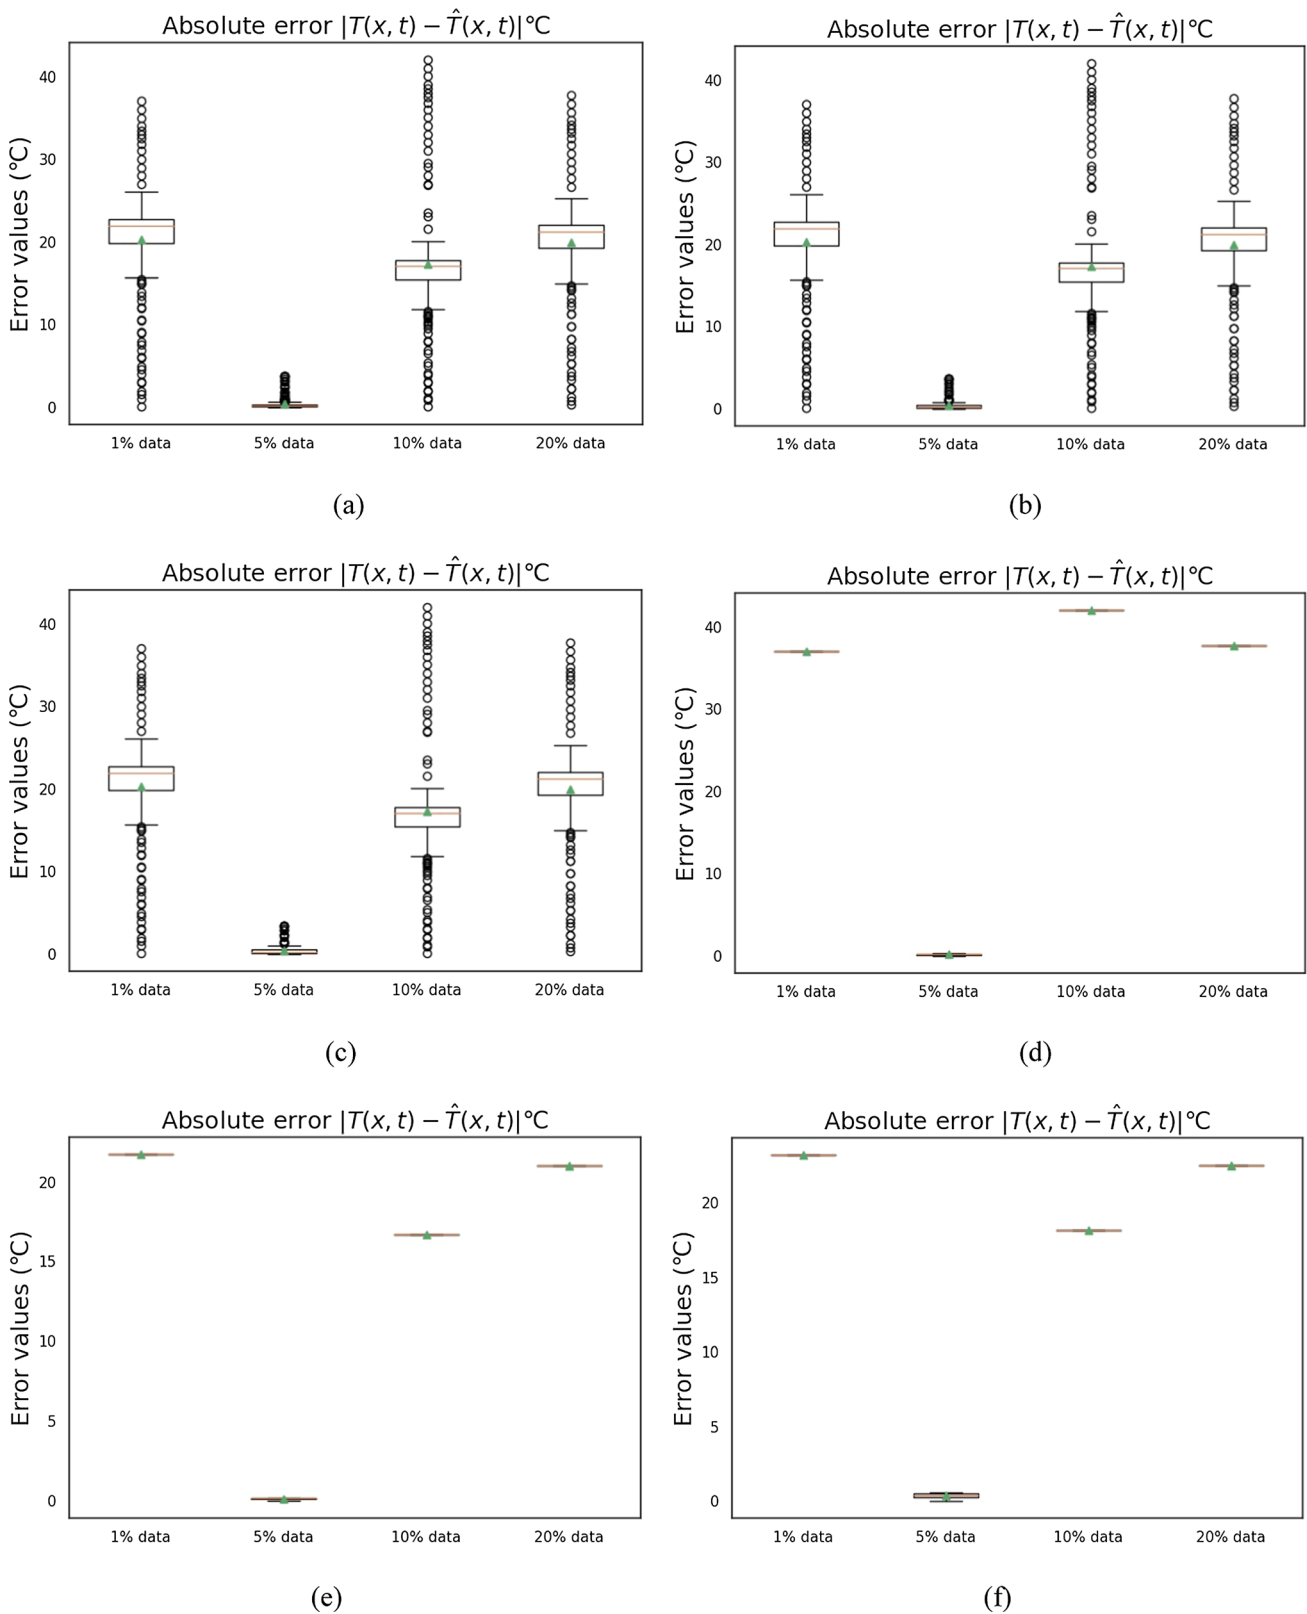 Absolute error |T(x, t) − T̂(x, t)|°C
Error values (°C)
40
30
20
10
0
1% data 5% data 10% data 20% data
(a)
Absolute error |T(x, t) − T̂(x, t)|°C
Error values (°C)
40
30
20
10
0
1% data 5% data 10% data 20% data
(b)
Absolute error |T(x, t) − T̂(x, t)|°C
Error values (°C)
40
30
20
10
0
1% data 5% data 10% data 20% data
(c)
Absolute error |T(x, t) − T̂(x, t)|°C
Error values (°C)
40
30
20
10
0
1% data 5% data 10% data 20% data
(d)
Absolute error |T(x, t) − T̂(x, t)|°C
Error values (°C)
20
15
10
5
0
1% data 5% data 10% data 20% data
(e)
Absolute error |T(x, t) − T̂(x, t)|°C
Error values (°C)
20
15
10
5
0
1% data 5% data 10% data 20% data
(f)